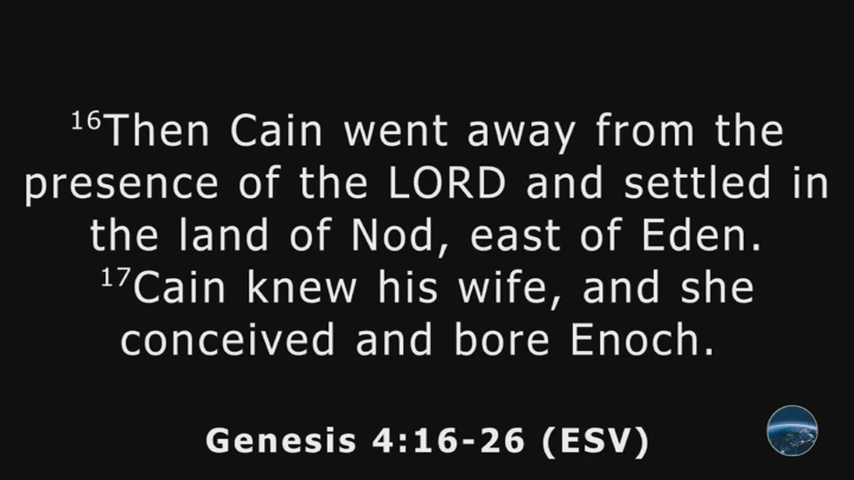 ¹⁶Then Cain went away from the
presence of the LORD and settled in
the land of Nod, east of Eden.
¹⁷Cain knew his wife, and she
conceived and bore Enoch.
Genesis 4:16-26 (ESV)